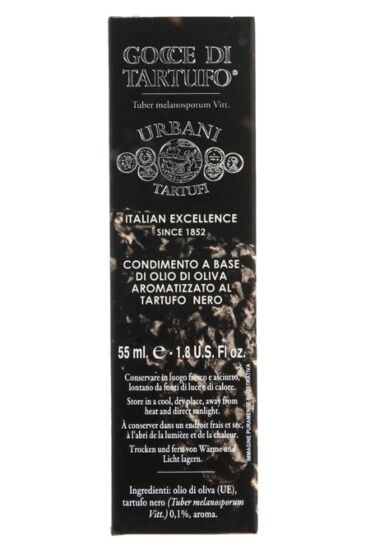 GOCCE DI
TARTUFO®
Tuber melanosporum Vitt.
URBANI
TARTUFI
ITALIAN EXCELLENCE
SINCE 1852
CONDIMENTO A BASE
DI OLIO DI OLIVA
AROMATIZZATO AL
TARTUFO NERO
55 ml. ℮ - 1.8 U.S. Fl oz.
Conservare in luogo fresco e asciutto,
lontano da fonti di luce e di calore.
Store in a cool, dry place, away from
heat and direct sunlight.
À conserver dans un endroit frais et sec,
à l'abri de la lumière et de la chaleur.
Trocken und fern von Wärme und
Licht lagern.
IMMAGINE PURAMENTE ILLUSTRATIVA
Ingredienti: olio di oliva (UE),
tartufo nero (Tuber melanosporum
Vitt.) 0,1%, aroma.